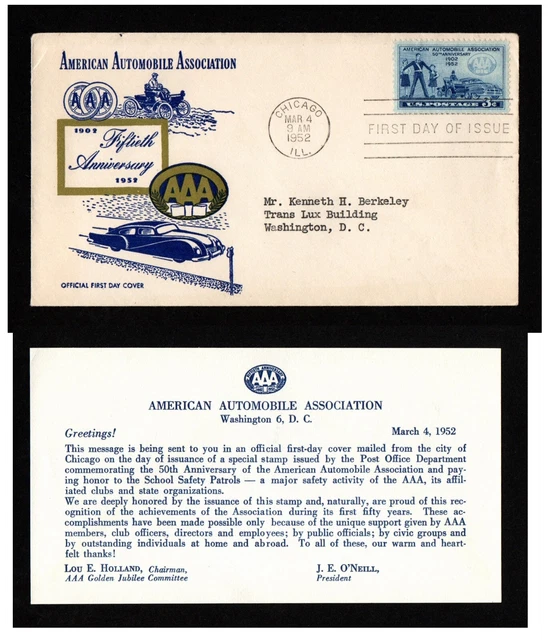 AMERICAN AUTOMOBILE ASSOCIATION
AAA
1902
Fiftieth
Anniversary
1952
AAA
OFFICIAL FIRST DAY COVER
CHICAGO
MAR 4
9 AM
1952
ILL.
AMERICAN AUTOMOBILE ASSOCIATION
50TH ANNIVERSARY
1902
1952
U.S. POSTAGE 3¢
FIRST DAY OF ISSUE
Mr. Kenneth H. Berkeley
Trans Lux Building
Washington, D. C.
AAA
AMERICAN AUTOMOBILE ASSOCIATION
Washington 6, D. C.
Greetings!
March 4, 1952
This message is being sent to you in an official first-day cover mailed from the city of
Chicago on the day of issuance of a special stamp issued by the Post Office Department
commemorating the 50th Anniversary of the American Automobile Association and pay-
ing honor to the School Safety Patrols — a major safety activity of the AAA, its affil-
iated clubs and state organizations.
We are deeply honored by the issuance of this stamp and, naturally, are proud of this rec-
ognition of the achievements of the Association during its first fifty years. These ac-
complishments have been made possible only because of the unique support given by AAA
members, club officers, directors and employees; by public officials; by civic groups and
by outstanding individuals at home and abroad. To all of these, our warm and heart-
felt thanks!
LOU E. HOLLAND, Chairman,
AAA Golden Jubilee Committee
J. E. O'NEILL,
President